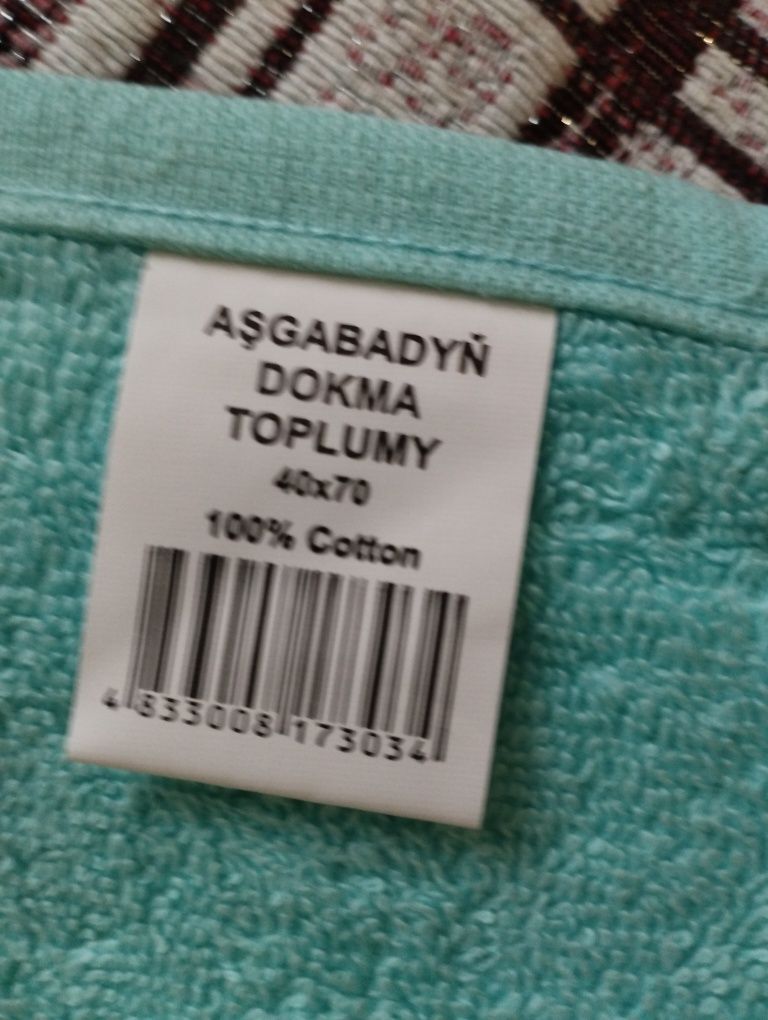 AŞGABADYŇ
DOKMA
TOPLUMY
40x70
100% Cotton
4 833008 173034